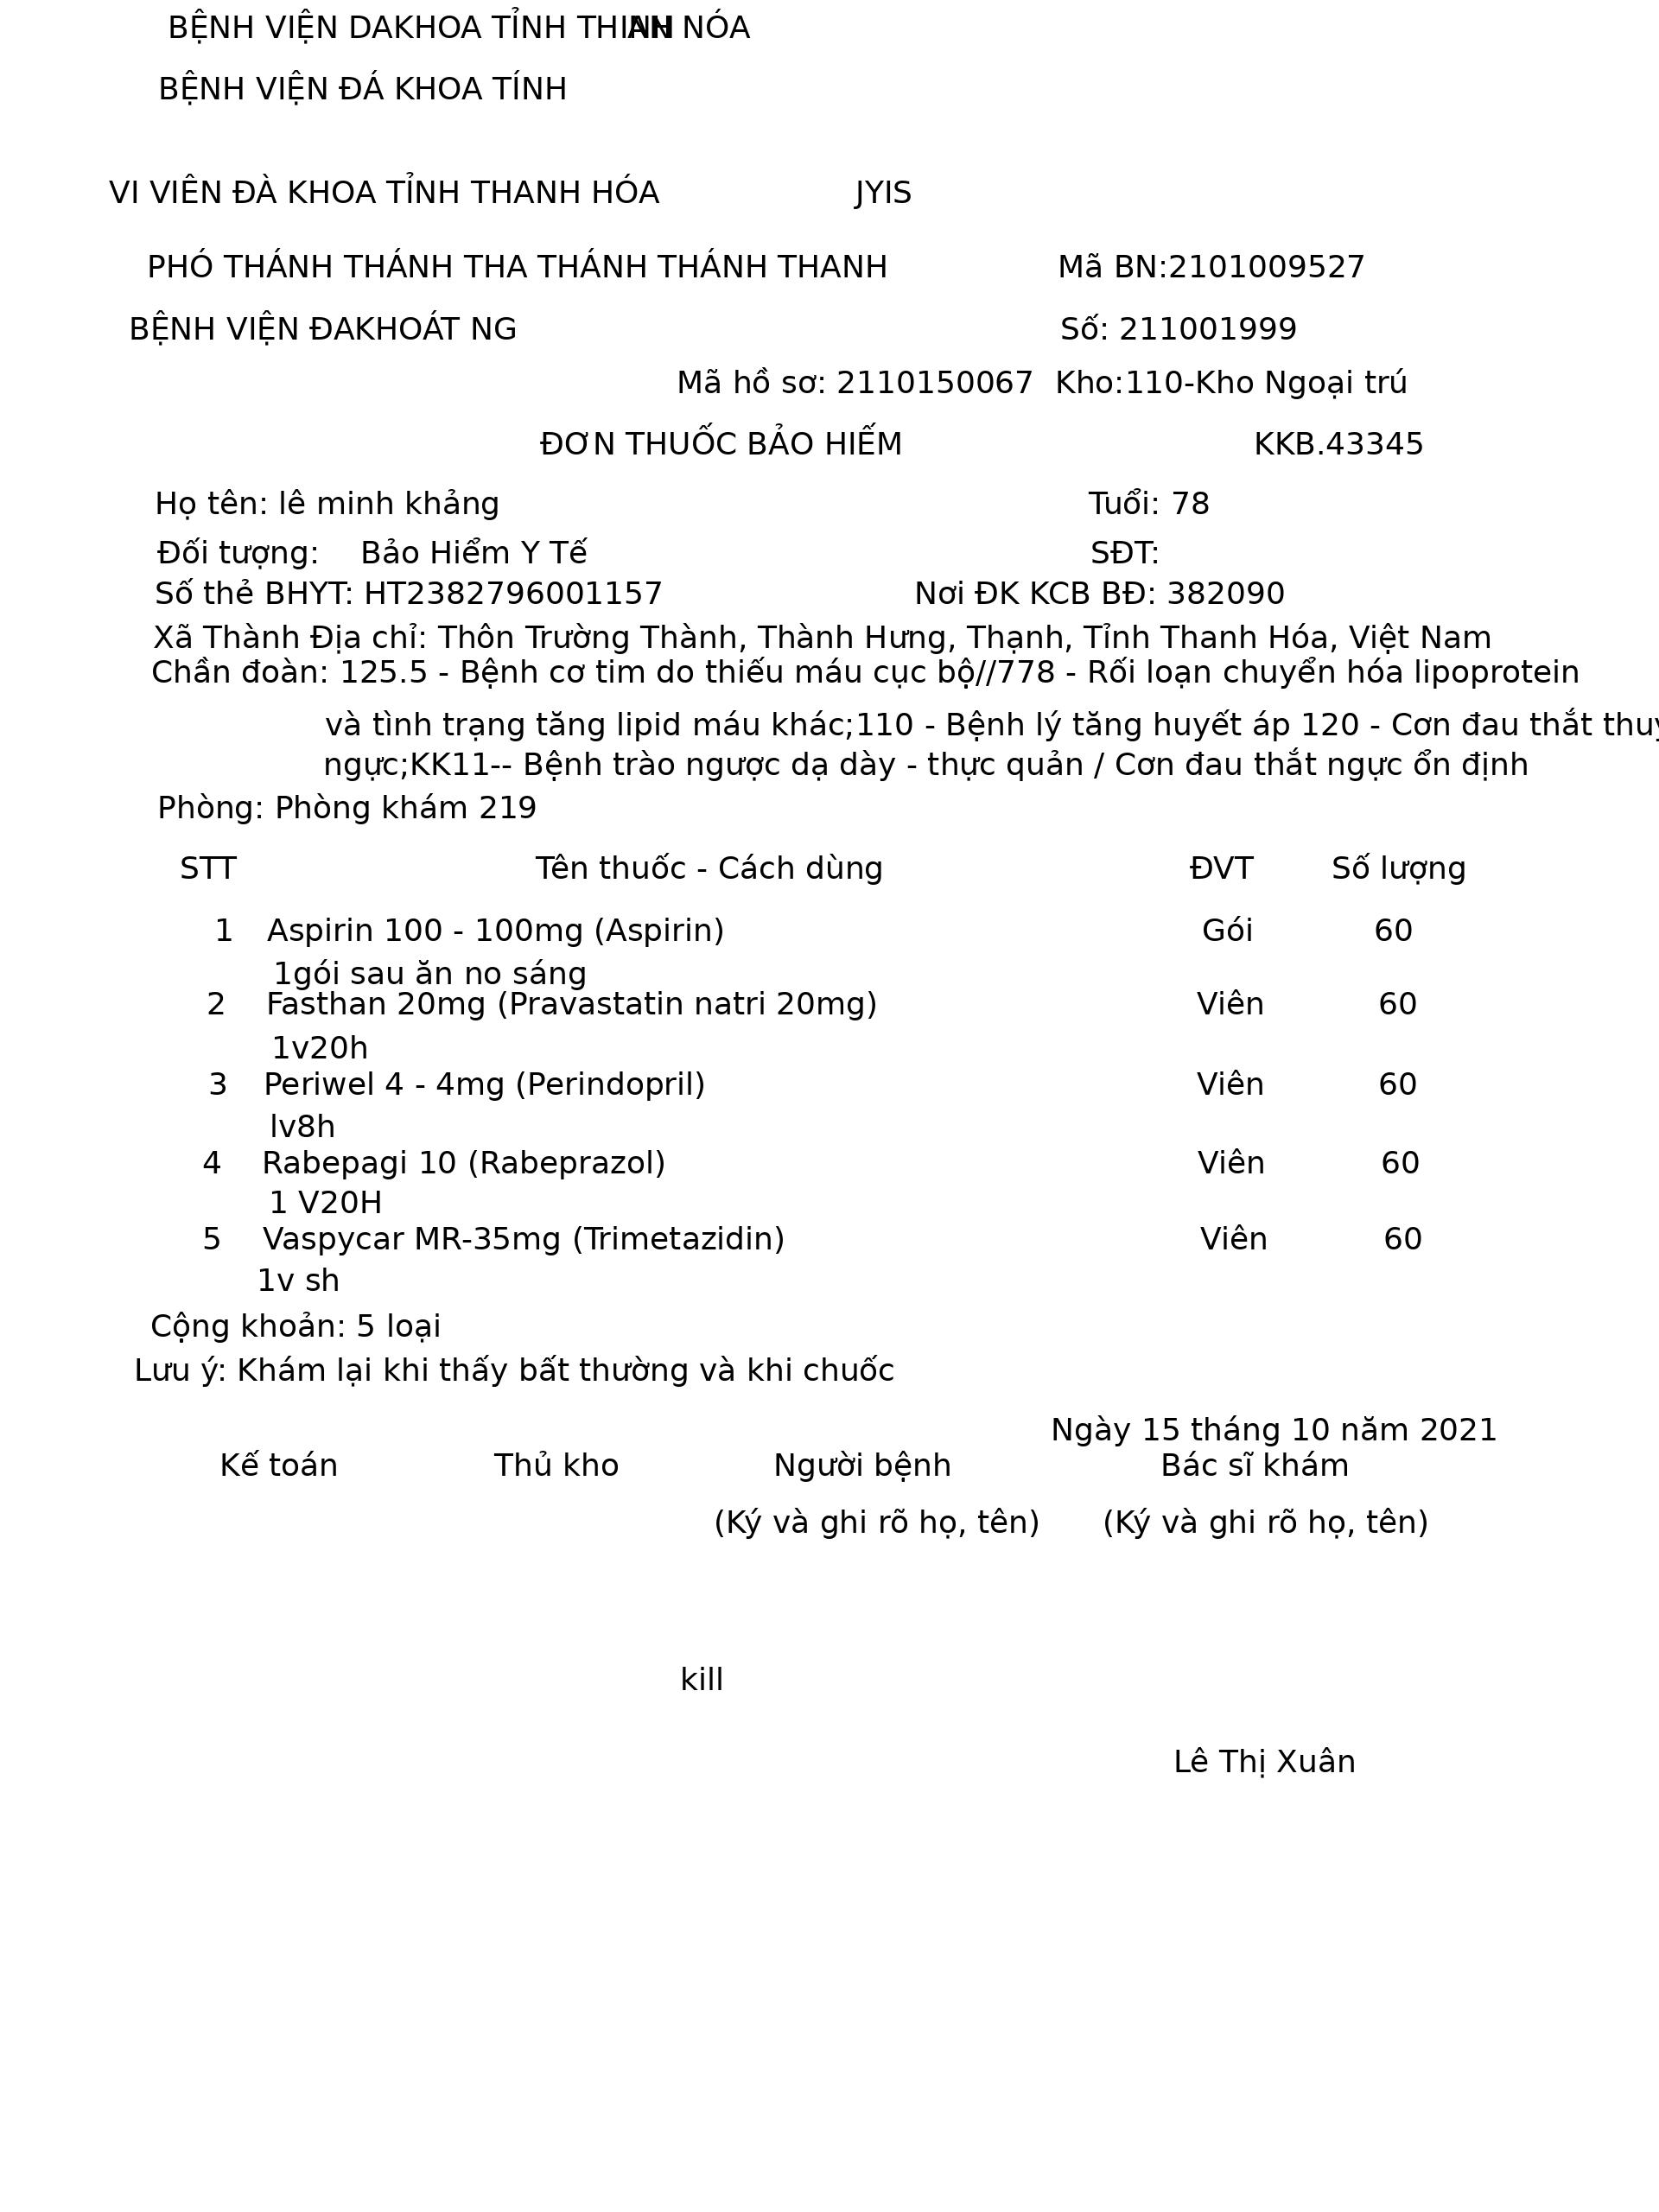 BỆNH VIỆN DAKHOA TỈNH THINH NÓA
BỆNH VIỆN ĐÁ KHOA TÍNH
VI VIÊN ĐÀ KHOA TỈNH THANH HÓA JYIS
PHÓ THÁNH THÁNH THA THÁNH THÁNH THANH Mã BN:2101009527
BỆNH VIỆN ĐAKHOÁT NG Số: 211001999
Mã hồ sơ: 2110150067 Kho:110-Kho Ngoại trú
ĐƠN THUỐC BẢO HIẾM KKB.43345
Họ tên: lê minh khảng Tuổi: 78
Đối tượng: Bảo Hiểm Y Tế SĐT:
Số thẻ BHYT: HT2382796001157 Nơi ĐK KCB BĐ: 382090
Xã Thành Địa chỉ: Thôn Trường Thành, Thành Hưng, Thạnh, Tỉnh Thanh Hóa, Việt Nam
Chần đoàn: 125.5 - Bệnh cơ tim do thiếu máu cục bộ//778 - Rối loạn chuyển hóa lipoprotein
và tình trạng tăng lipid máu khác;110 - Bệnh lý tăng huyết áp 120 - Cơn đau thắt thuy
ngực;KK11-- Bệnh trào ngược dạ dày - thực quản / Cơn đau thắt ngực ổn định
Phòng: Phòng khám 219
STT Tên thuốc - Cách dùng ĐVT Số lượng
1 Aspirin 100 - 100mg (Aspirin) Gói 60
1gói sau ăn no sáng
2 Fasthan 20mg (Pravastatin natri 20mg) Viên 60
1v20h
3 Periwel 4 - 4mg (Perindopril) Viên 60
lv8h
4 Rabepagi 10 (Rabeprazol) Viên 60
1 V20H
5 Vaspycar MR-35mg (Trimetazidin) Viên 60
1v sh
Cộng khoản: 5 loại
Lưu ý: Khám lại khi thấy bất thường và khi chuốc
Ngày 15 tháng 10 năm 2021
Kế toán Thủ kho Người bệnh Bác sĩ khám
(Ký và ghi rõ họ, tên) (Ký và ghi rõ họ, tên)
kill
Lê Thị Xuân